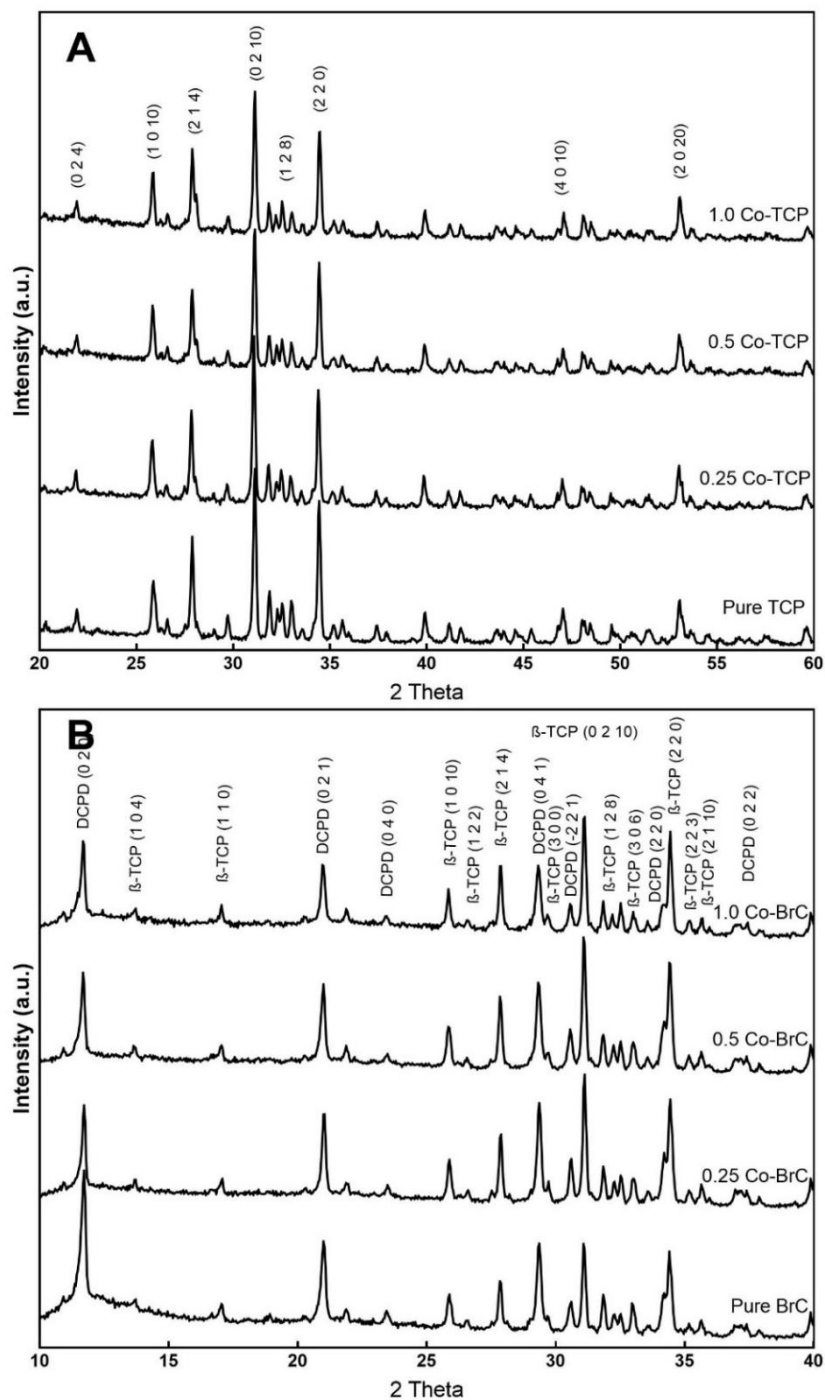 A
(0 2 4)
(1 0 10)
(2 1 4)
(0 2 10)
(1 2 8)
(2 2 0)
(4 0 10)
(2 0 20)
1.0 Co-TCP
0.5 Co-TCP
0.25 Co-TCP
Pure TCP
Intensity (a.u.)
20 25 30 35 40 45 50 55 60
2 Theta
B
DCPD (0 2 0)
ß-TCP (1 0 4)
ß-TCP (1 1 0)
DCPD (0 2 1)
DCPD (0 4 0)
ß-TCP (1 0 10)
ß-TCP (1 2 2)
ß-TCP (2 1 4)
DCPD (0 4 1)
ß-TCP (3 0 0)
DCPD (-2 2 1)
ß-TCP (0 2 10)
ß-TCP (1 2 8)
ß-TCP (3 0 6)
DCPD (2 2 0)
ß-TCP (2 2 0)
ß-TCP (2 2 3)
ß-TCP (2 1 10)
DCPD (0 2 2)
1.0 Co-BrC
0.5 Co-BrC
0.25 Co-BrC
Pure BrC
Intensity (a.u.)
10 15 20 25 30 35 40
2 Theta